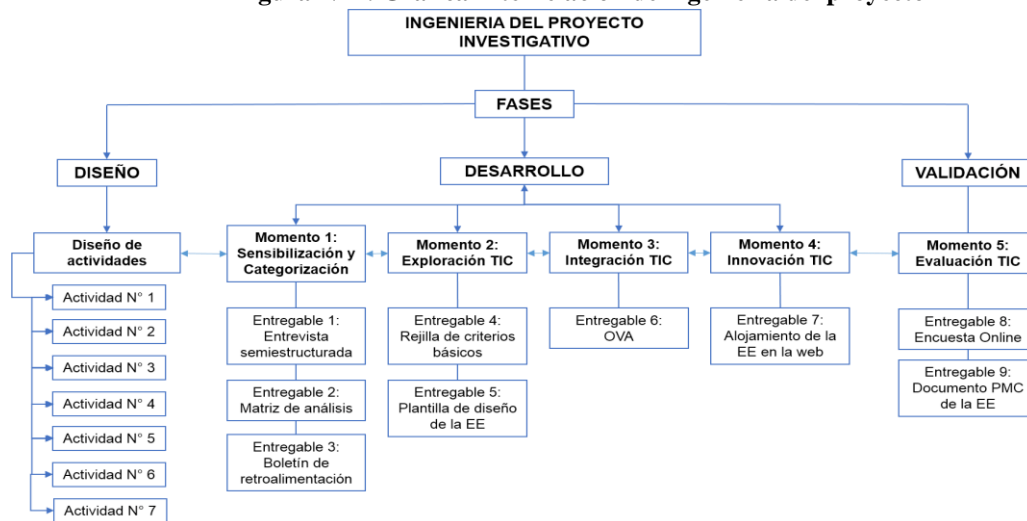 INGENIERIA DEL PROYECTO
INVESTIGATIVO
FASES
DISEÑO
DESARROLLO
VALIDACIÓN
Diseño de
actividades
Momento 1:
Sensibilización y
Categorización
Momento 2:
Exploración TIC
Momento 3:
Integración TIC
Momento 4:
Innovación TIC
Momento 5:
Evaluación TIC
Actividad N° 1
Actividad N° 2
Actividad N° 3
Actividad N° 4
Actividad N° 5
Actividad N° 6
Actividad N° 7
Entregable 1:
Entrevista
semiestructurada
Entregable 2:
Matriz de análisis
Entregable 3:
Boletín de
retroalimentación
Entregable 4:
Rejilla de criterios
básicos
Entregable 5:
Plantilla de diseño
de la EE
Entregable 6:
OVA
Entregable 7:
Alojamiento de la
EE en la web
Entregable 8:
Encuesta Online
Entregable 9:
Documento PMC
de la EE